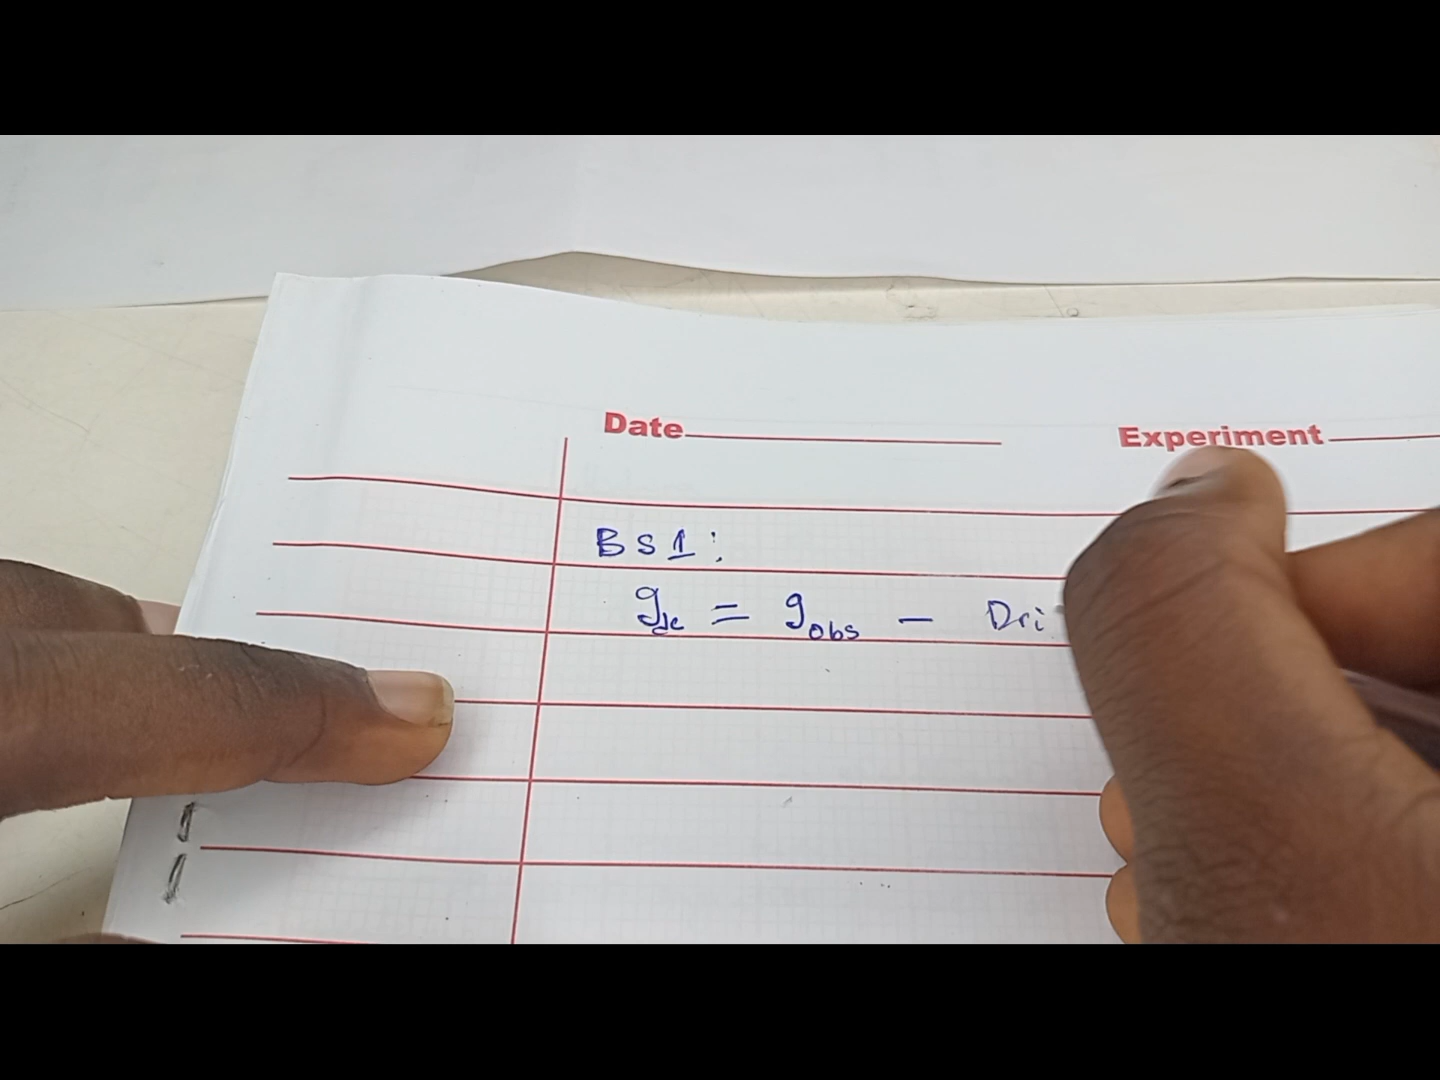 Date Experiment
BS1:
g_dc = g_obs - Dri